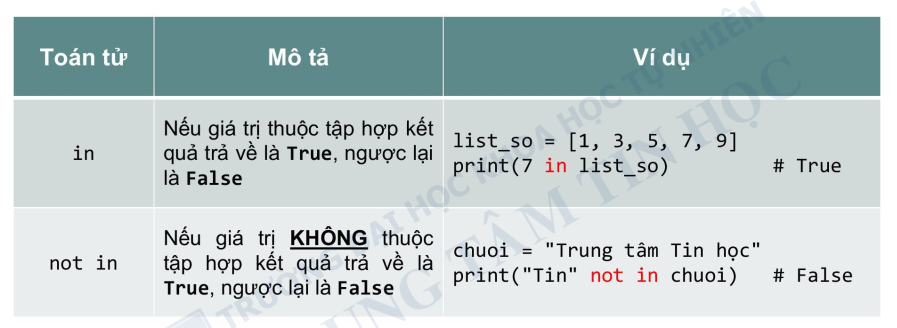 Toán tử
Mô tả
Ví dụ
in
Nếu giá trị thuộc tập hợp kết
quả trả về là True, ngược lại
là False
list_so = [1, 3, 5, 7, 9]
print(7 in list_so) # True
not in
Nếu giá trị KHÔNG thuộc
tập hợp kết quả trả về là
True, ngược lại là False
chuoi = "Trung tâm Tin học"
print("Tin" not in chuoi) # False
TRƯỜNG ĐẠI HỌC KHOA HỌC TỰ NHIÊN
TRUNG TÂM TIN HỌC